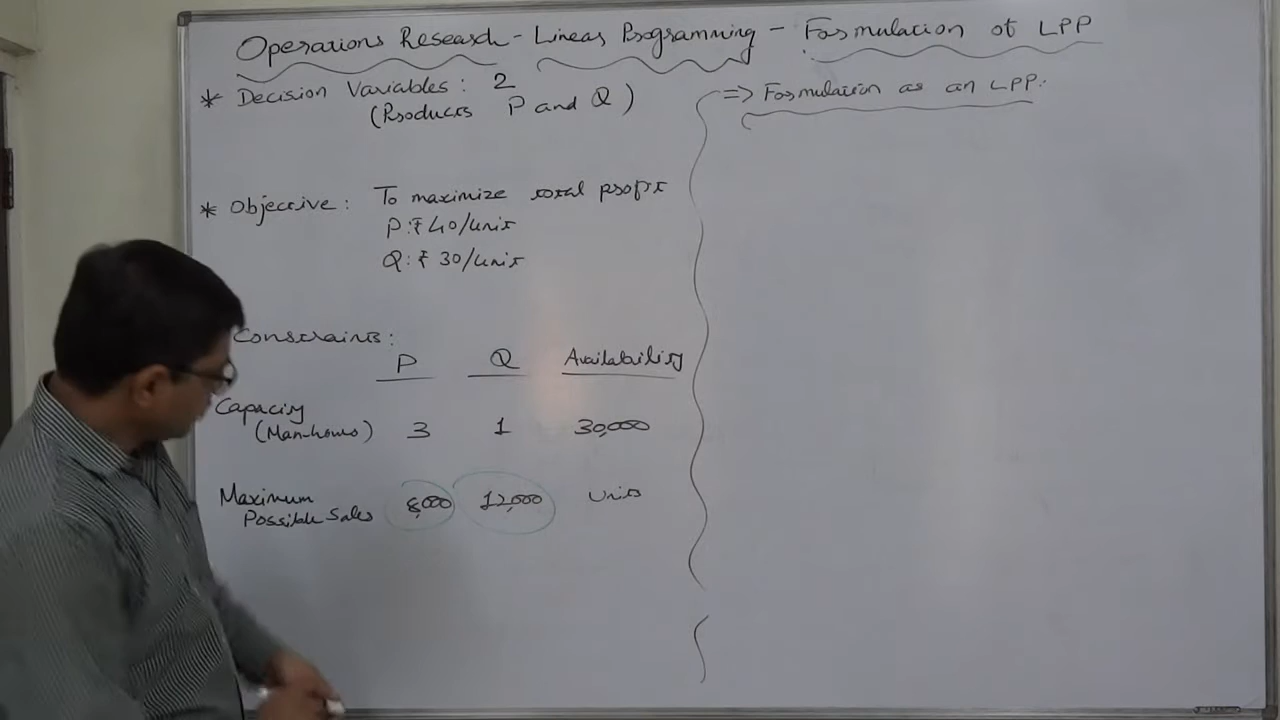 Operations Research - Linear Programming - Formulation of LPP
* Decision Variables: 2
(Products P and Q)
* Objective: To maximize total profit
P: ₹ 40/unit
Q: ₹ 30/unit
Constraints:
P Q Availability
Capacity
(Man-hours) 3 1 30,000
Maximum
Possible Sales 8,000 12,000 Units
=> Formulation as an LPP: